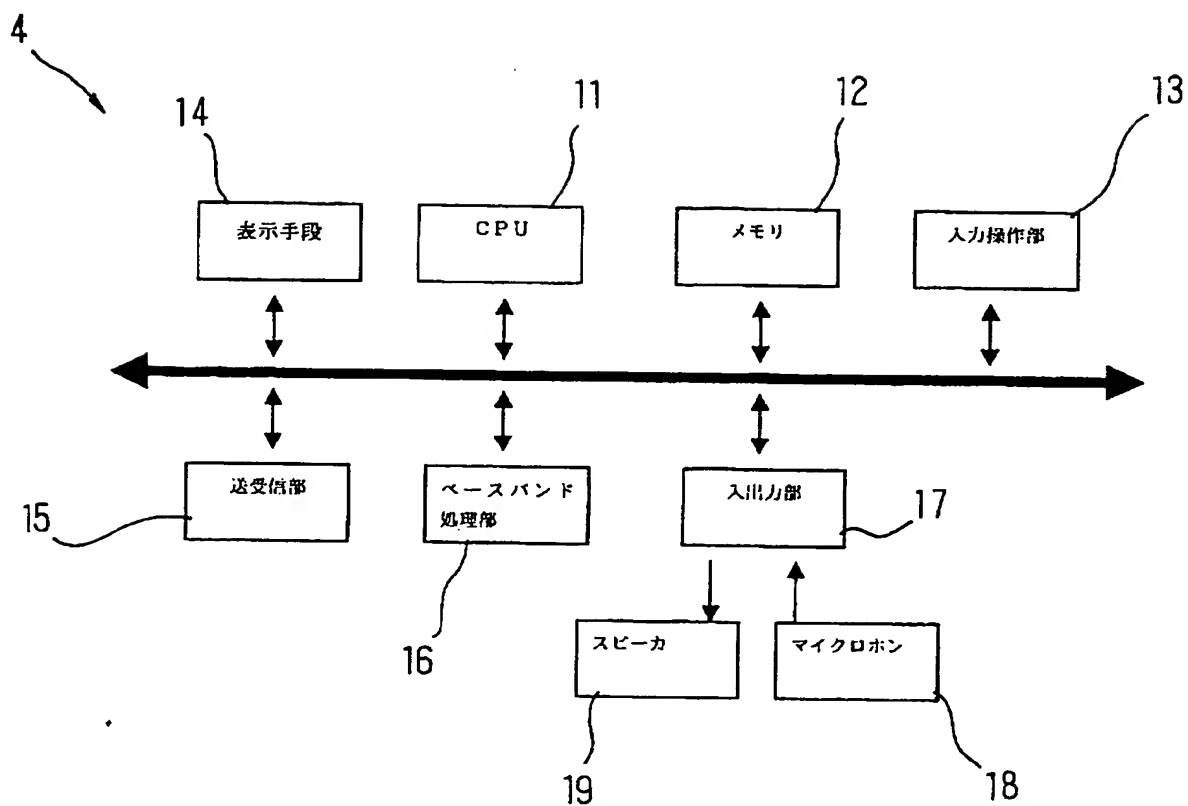 4
14
11
12
13
表示手段
CPU
メモリ
入力操作部
送受信部
ベースバンド
処理部
入出力部
15
17
16
スピーカ
マイクロホン
19
18